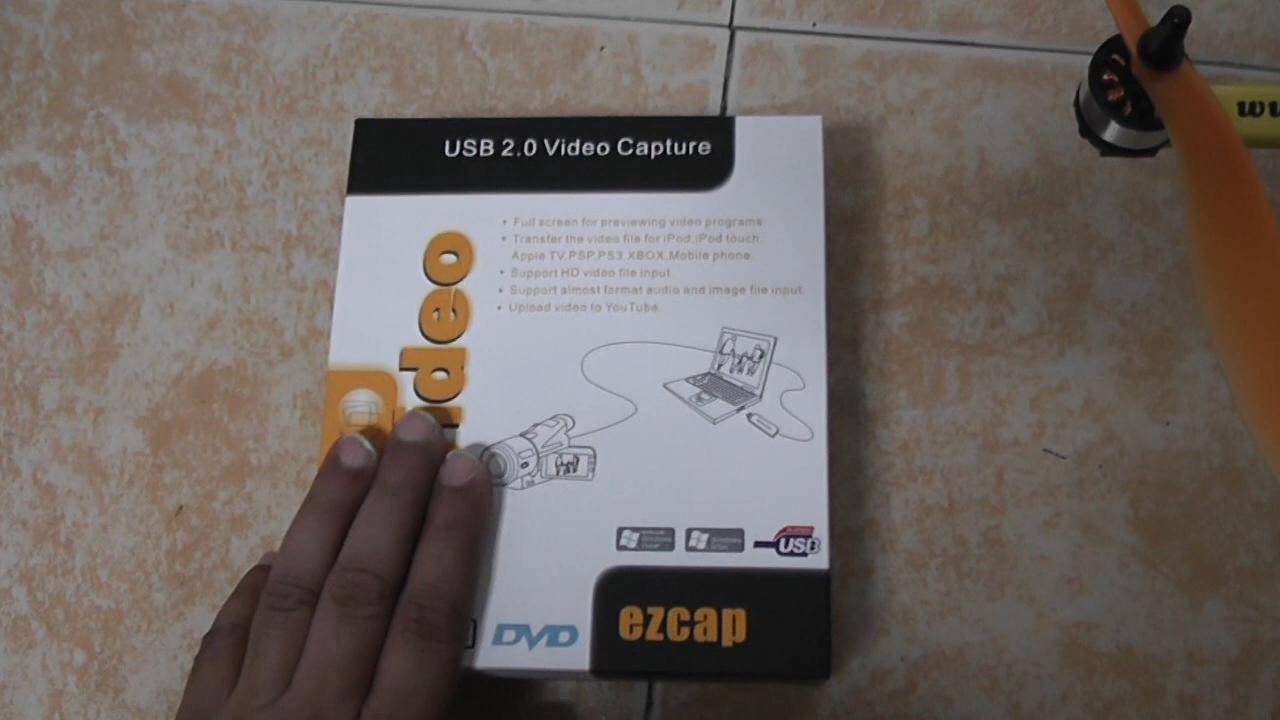 USB 2.0 Video Capture
• Full screen for previewing video programs
• Transfer the video file for iPod,iPod touch,
Apple TV,PSP,PS3,XBOX,Mobile phone
• Support HD video file input.
• Support almost format audio and image file input.
• Upload video to YouTube.
ideo
USB
DVD
ezcap